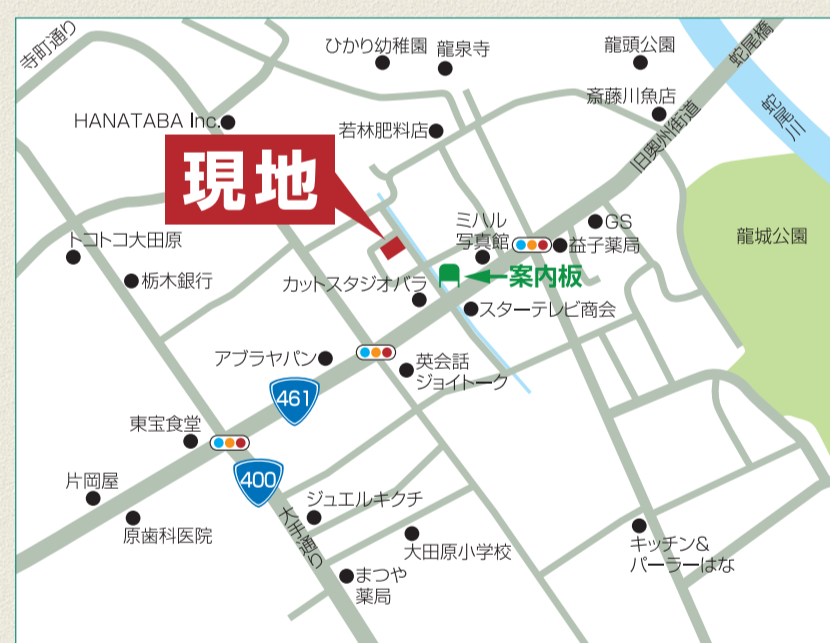 寺町通り
ひかり幼稚園
龍泉寺
龍頭公園
蛇尾橋
斎藤川魚店
蛇尾川
HANATABA Inc.
若林肥料店
旧奥州街道
現地
トコトコ大田原
ミハル
写真館
GS
益子薬局
龍城公園
栃木銀行
カットスタジオバラ
案内板
スターテレビ商会
アブラヤパン
英会話
ジョイトーク
461
東宝食堂
400
片岡屋
原歯科医院
ジュエルキクチ
大手通り
大田原小学校
キッチン&
パーラーはな
まつや
薬局